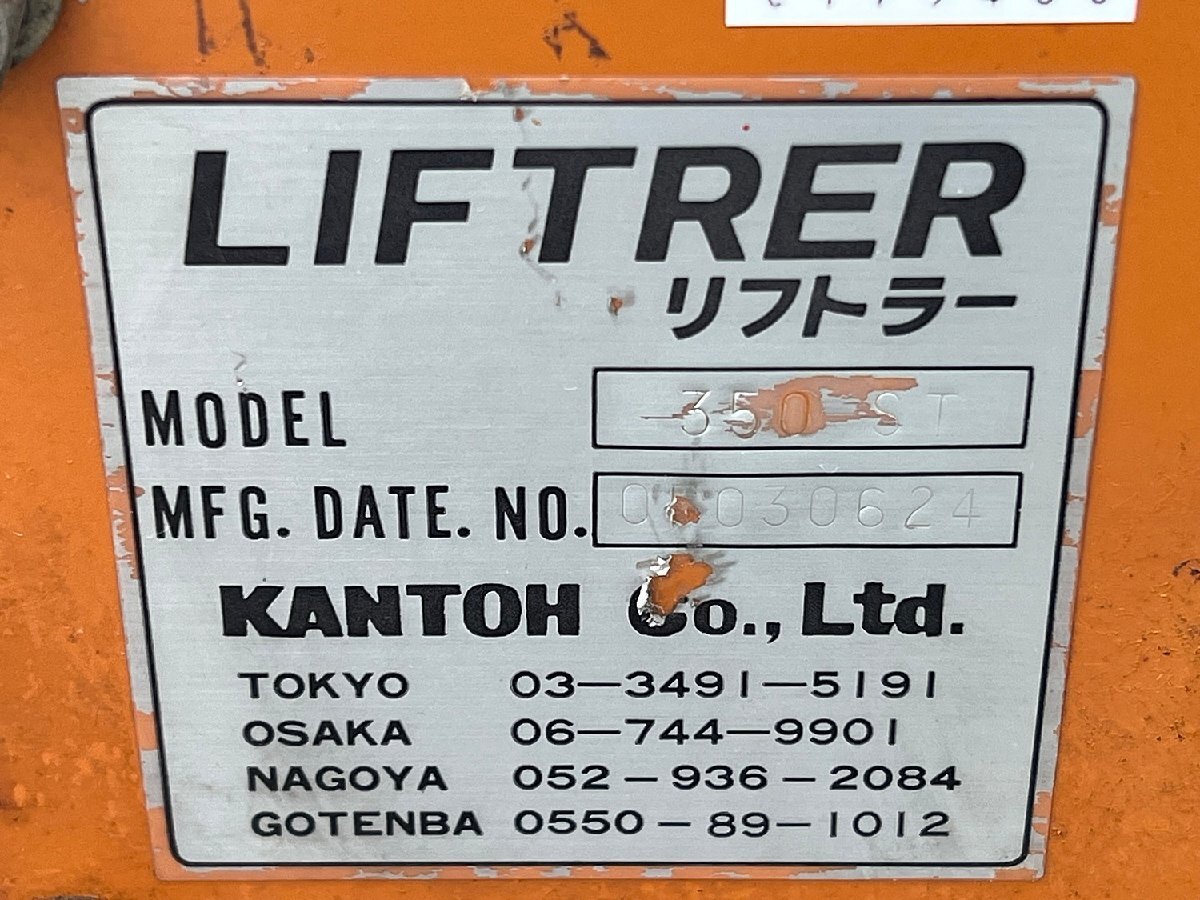 LIFTRER
リフトラー
MODEL 350 ST
MFG. DATE. NO.
KANTOH Co., Ltd.
TOKYO 03-3491-5191
OSAKA 06-744-9901
NAGOYA 052-936-2084
GOTENBA 0550-89-1012